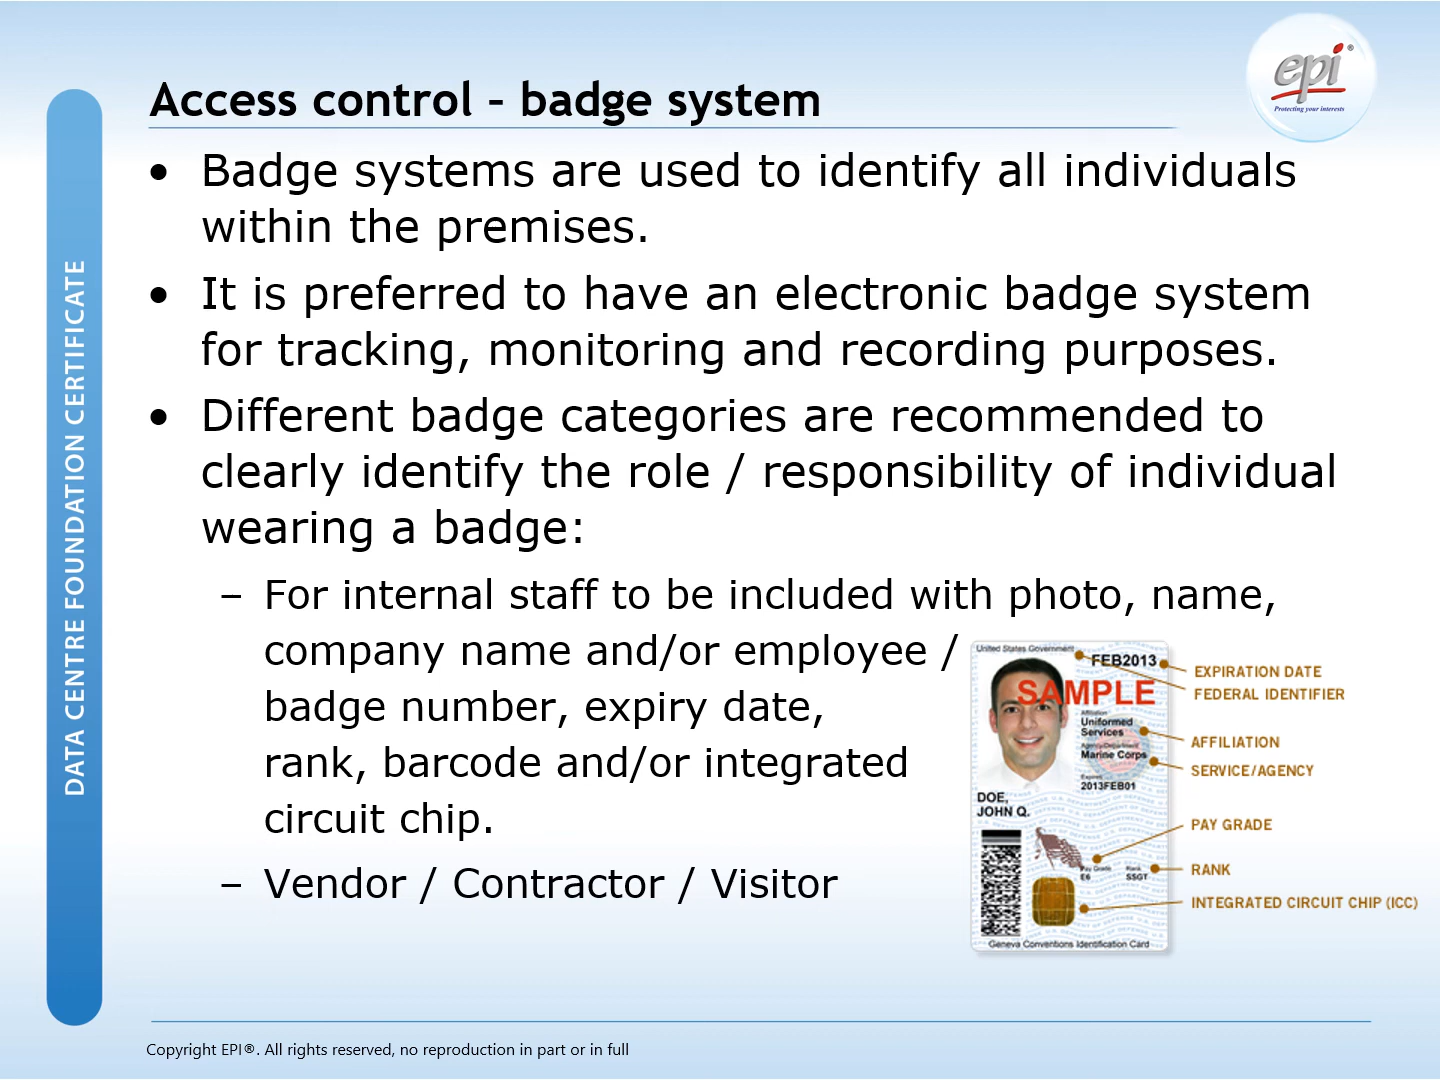 epi®
Protecting your interests
Access control – badge system
DATA CENTRE FOUNDATION CERTIFICATE
• Badge systems are used to identify all individuals
within the premises.
• It is preferred to have an electronic badge system
for tracking, monitoring and recording purposes.
• Different badge categories are recommended to
clearly identify the role / responsibility of individual
wearing a badge:
– For internal staff to be included with photo, name,
company name and/or employee /
badge number, expiry date,
rank, barcode and/or integrated
circuit chip.
– Vendor / Contractor / Visitor
United States Government
FEB2013
SAMPLE
Affiliation
Uniformed
Services
Agency/Department
Marine Corps
Expires
2013FEB01
DOE,
JOHN Q.
Pay Grade
E6
Rank
SSGT
Geneva Conventions Identification Card
EXPIRATION DATE
FEDERAL IDENTIFIER
AFFILIATION
SERVICE/AGENCY
PAY GRADE
RANK
INTEGRATED CIRCUIT CHIP (ICC)
Copyright EPI®. All rights reserved, no reproduction in part or in full